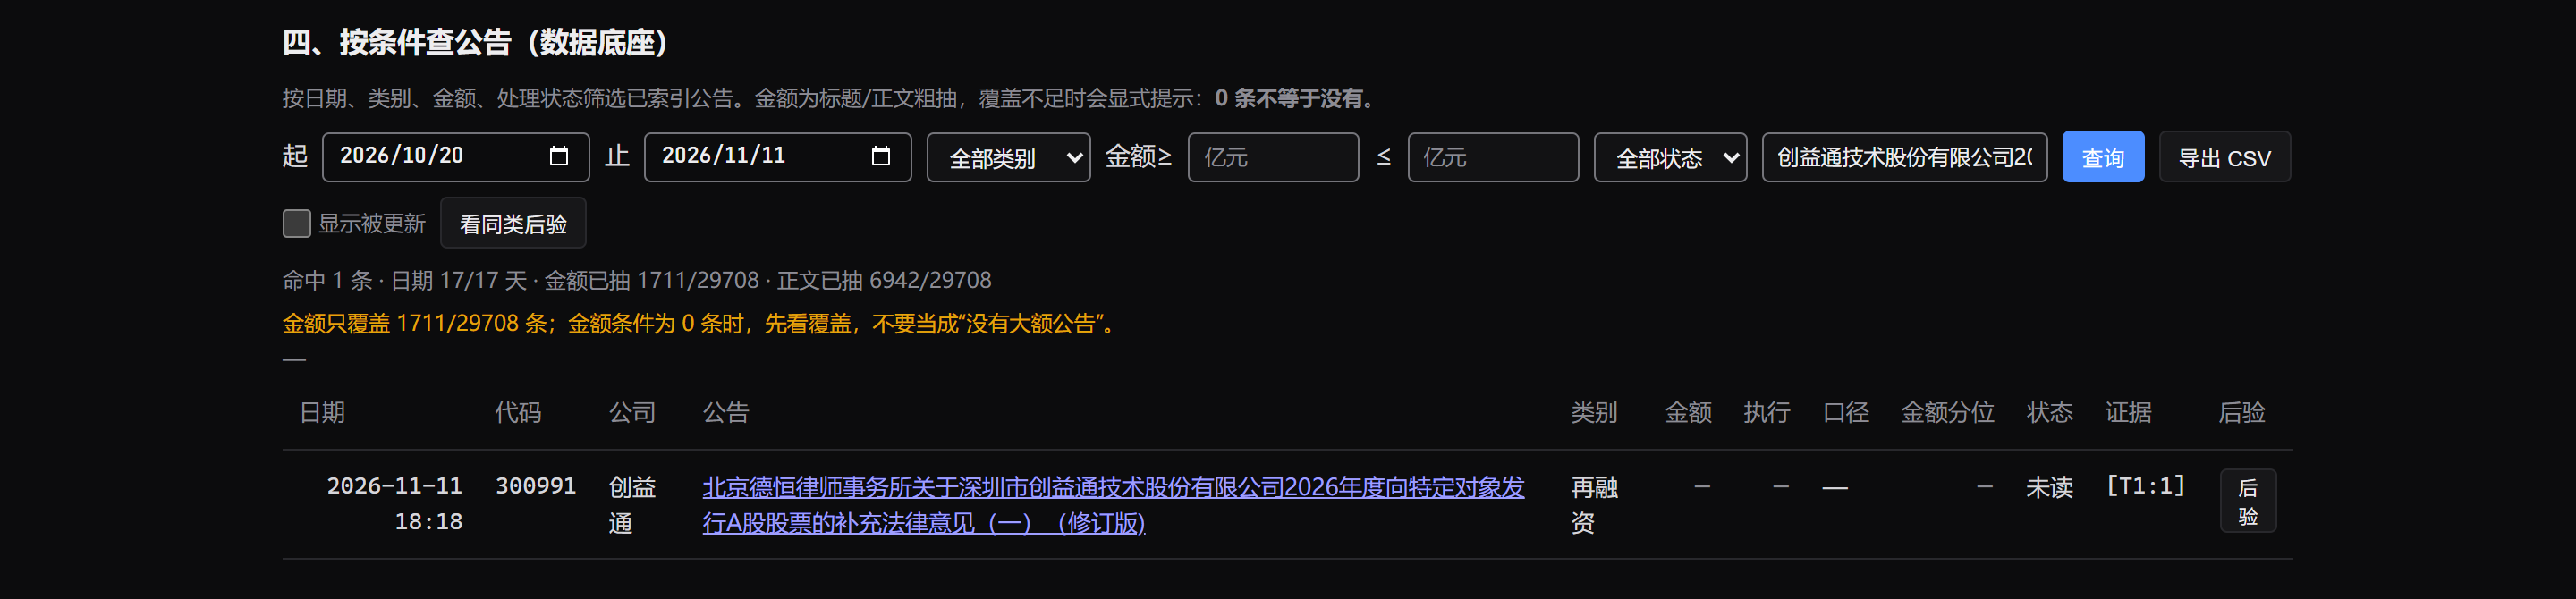 四、按条件查公告（数据底座）
按日期、类别、金额、处理状态筛选已索引公告。金额为标题/正文粗抽，覆盖不足时会显式提示：0 条不等于没有。
起 2026/10/20 止 2026/11/11 全部类别 金额≥ 亿元 ≤ 亿元 全部状态 创益通技术股份有限公司20 查询 导出 CSV
显示被更新 看同类后验
命中 1 条 · 日期 17/17 天 · 金额已抽 1711/29708 · 正文已抽 6942/29708
金额只覆盖 1711/29708 条；金额条件为 0 条时，先看覆盖，不要当成“没有大额公告”。
—
日期 代码 公司 公告 类别 金额 执行 口径 金额分位 状态 证据 后验
2026-11-11 300991 创益 北京德恒律师事务所关于深圳市创益通技术股份有限公司2026年度向特定对象发 再融 — — — — 未读 [T1:1] 后
18:18 通 行A股股票的补充法律意见（一）（修订版) 资 验